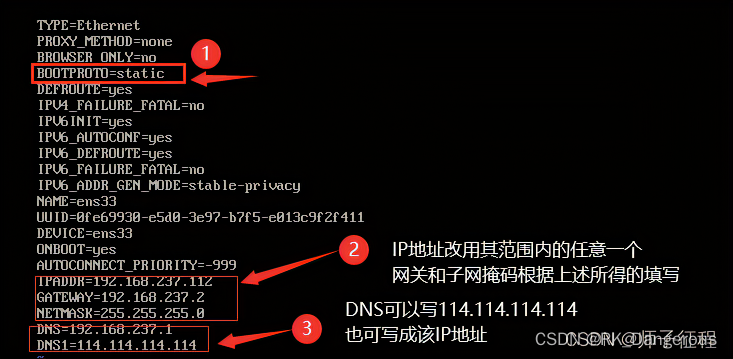 TYPE=Ethernet
PROXY_METHOD=none
BROWSER_ONLY=no
1
BOOTPROTO=static
DEFROUTE=yes
IPV4_FAILURE_FATAL=no
IPV6INIT=yes
IPV6_AUTOCONF=yes
IPV6_DEFROUTE=yes
IPV6_FAILURE_FATAL=no
IPV6_ADDR_GEN_MODE=stable-privacy
NAME=ens33
UUID=0fe69930-e5d0-3e97-b7f5-e013c9f2f411
DEVICE=ens33
ONBOOT=yes
AUTOCONNECT_PRIORITY=-999
2
IP地址改用其范围内的任意一个
网关和子网掩码根据上述所得的填写
IPADDR=192.168.237.112
GATEWAY=192.168.237.2
NETMASK=255.255.255.0
DNS=192.168.237.1
DNS1=114.114.114.114
3
DNS可以写114.114.114.114
也可写成该IP地址
CSDN